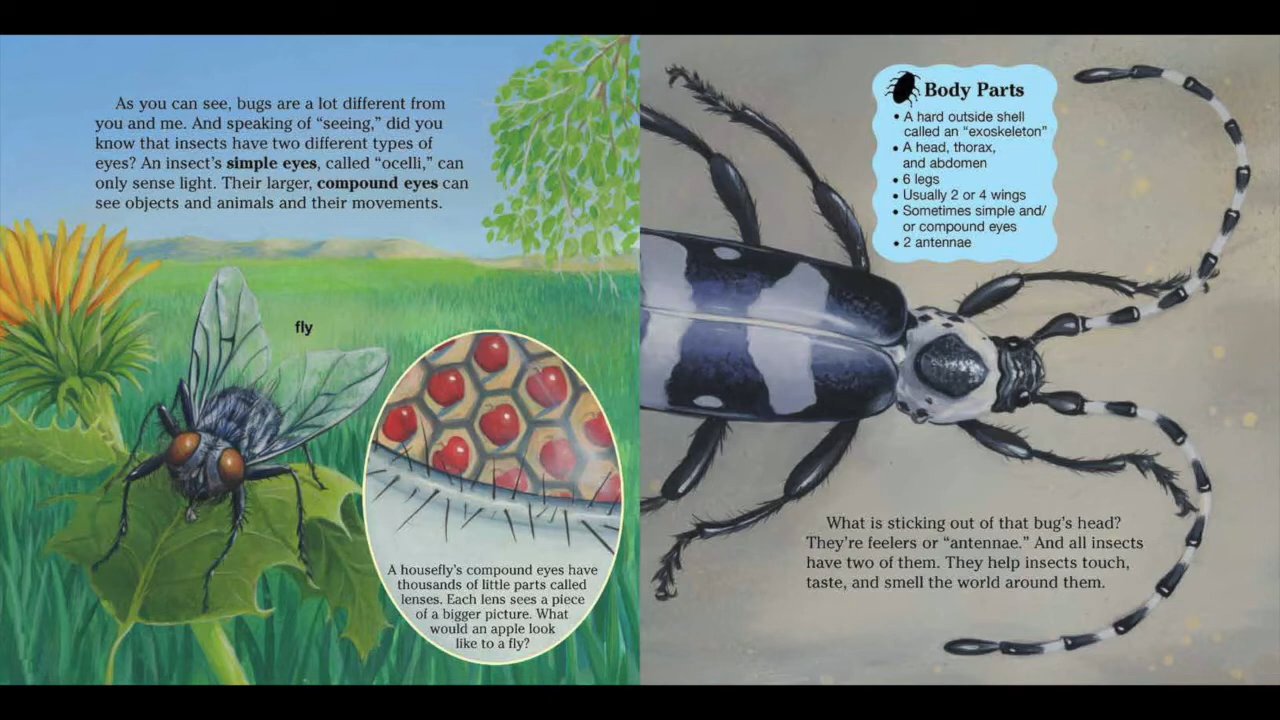 As you can see, bugs are a lot different from
you and me. And speaking of “seeing,” did you
know that insects have two different types of
eyes? An insect’s simple eyes, called “ocelli,” can
only sense light. Their larger, compound eyes can
see objects and animals and their movements.
fly
A housefly’s compound eyes have
thousands of little parts called
lenses. Each lens sees a piece
of a bigger picture. What
would an apple look
like to a fly?
Body Parts
• A hard outside shell
called an “exoskeleton”
• A head, thorax,
and abdomen
• 6 legs
• Usually 2 or 4 wings
• Sometimes simple and/
or compound eyes
• 2 antennae
What is sticking out of that bug’s head?
They’re feelers or “antennae.” And all insects
have two of them. They help insects touch,
taste, and smell the world around them.